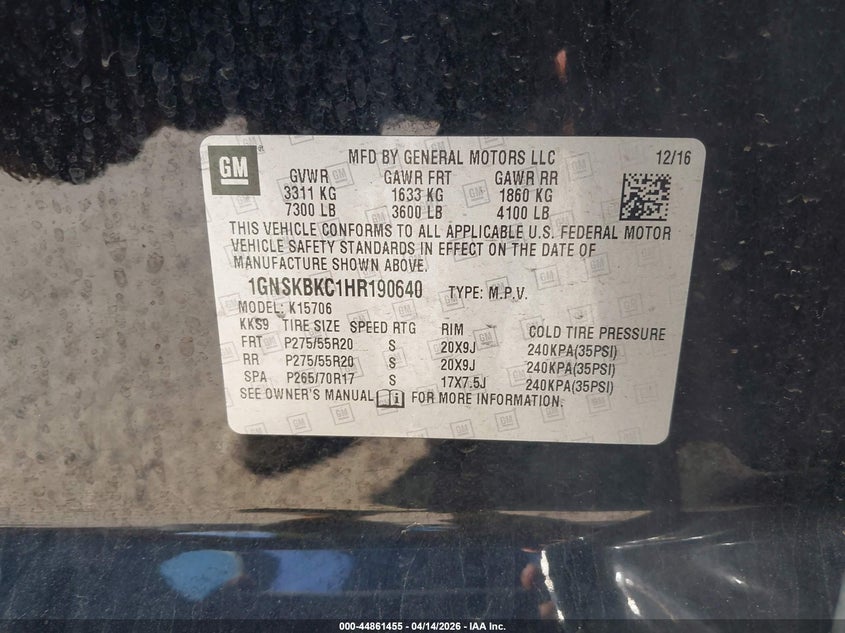 GM
MFD BY GENERAL MOTORS LLC 12/16
GVWR GAWR FRT GAWR RR
3311 KG 1633 KG 1860 KG
7300 LB 3600 LB 4100 LB
THIS VEHICLE CONFORMS TO ALL APPLICABLE U.S. FEDERAL MOTOR
VEHICLE SAFETY STANDARDS IN EFFECT ON THE DATE OF
MANUFACTURE SHOWN ABOVE.
1GNSKBKC1HR190640 TYPE: M.P.V.
MODEL: K15706
KKS9 TIRE SIZE SPEED RTG RIM COLD TIRE PRESSURE
FRT P275/55R20 S 20X9J 240KPA(35PSI)
RR P275/55R20 S 20X9J 240KPA(35PSI)
SPA P265/70R17 S 17X7.5J 240KPA(35PSI)
SEE OWNER'S MANUAL FOR MORE INFORMATION.
000-44861455 - 04/14/2026 - IAA Inc.